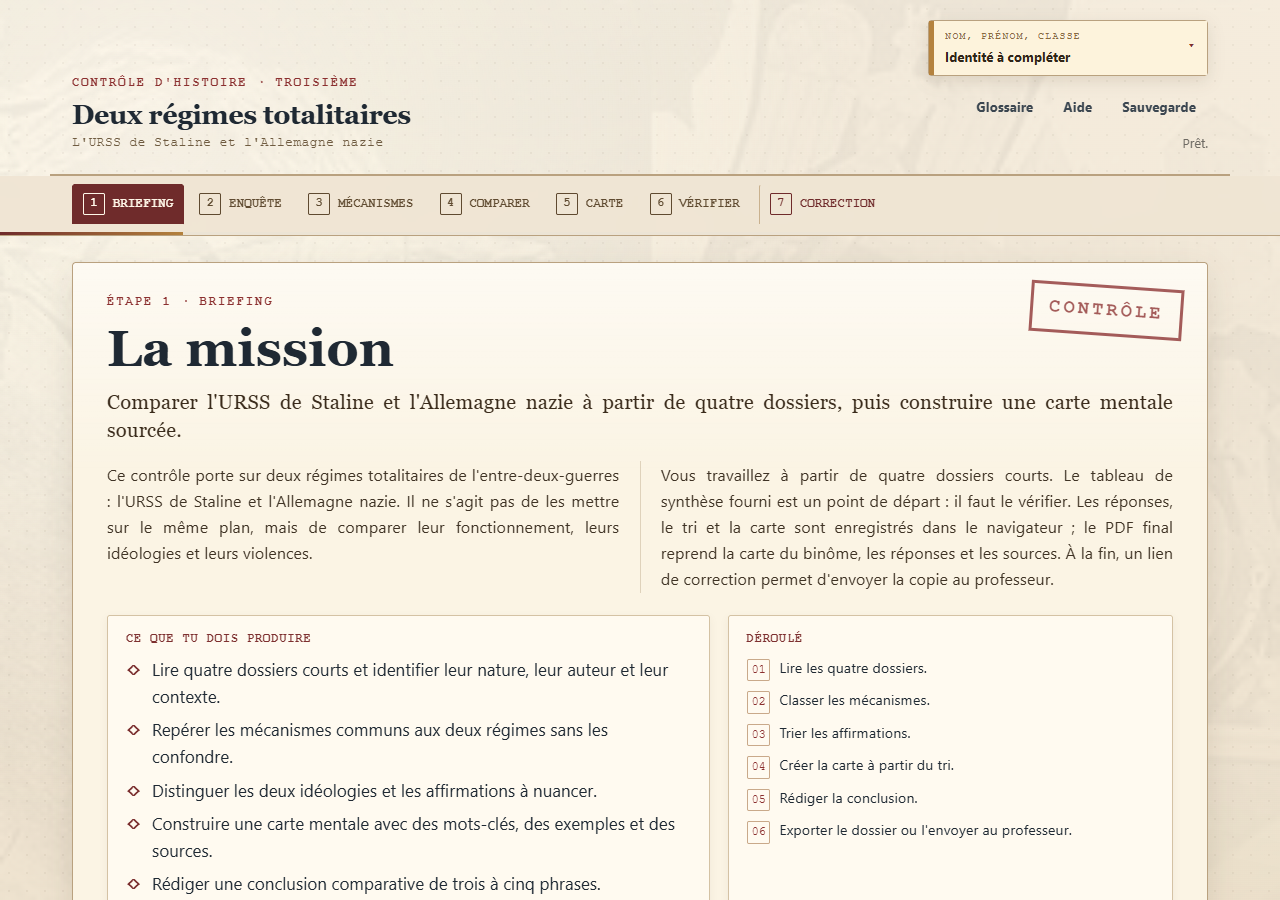 NOM, PRÉNOM, CLASSE
Identité à compléter
CONTRÔLE D'HISTOIRE · TROISIÈME
Deux régimes totalitaires
L'URSS de Staline et l'Allemagne nazie
Glossaire Aide Sauvegarde
Prêt.
1 BRIEFING 2 ENQUÊTE 3 MÉCANISMES 4 COMPARER 5 CARTE 6 VÉRIFIER 7 CORRECTION
ÉTAPE 1 · BRIEFING
CONTRÔLE
La mission
Comparer l'URSS de Staline et l'Allemagne nazie à partir de quatre dossiers, puis construire une carte mentale
sourcée.
Ce contrôle porte sur deux régimes totalitaires de l'entre-deux-guerres
: l'URSS de Staline et l'Allemagne nazie. Il ne s'agit pas de les mettre
sur le même plan, mais de comparer leur fonctionnement, leurs
idéologies et leurs violences.
Vous travaillez à partir de quatre dossiers courts. Le tableau de
synthèse fourni est un point de départ : il faut le vérifier. Les réponses,
le tri et la carte sont enregistrés dans le navigateur ; le PDF final
reprend la carte du binôme, les réponses et les sources. À la fin, un lien
de correction permet d'envoyer la copie au professeur.
CE QUE TU DOIS PRODUIRE
Lire quatre dossiers courts et identifier leur nature, leur auteur et leur
contexte.
Repérer les mécanismes communs aux deux régimes sans les
confondre.
Distinguer les deux idéologies et les affirmations à nuancer.
Construire une carte mentale avec des mots-clés, des exemples et des
sources.
Rédiger une conclusion comparative de trois à cinq phrases.
DÉROULÉ
01 Lire les quatre dossiers.
02 Classer les mécanismes.
03 Trier les affirmations.
04 Créer la carte à partir du tri.
05 Rédiger la conclusion.
06 Exporter le dossier ou l'envoyer au professeur.